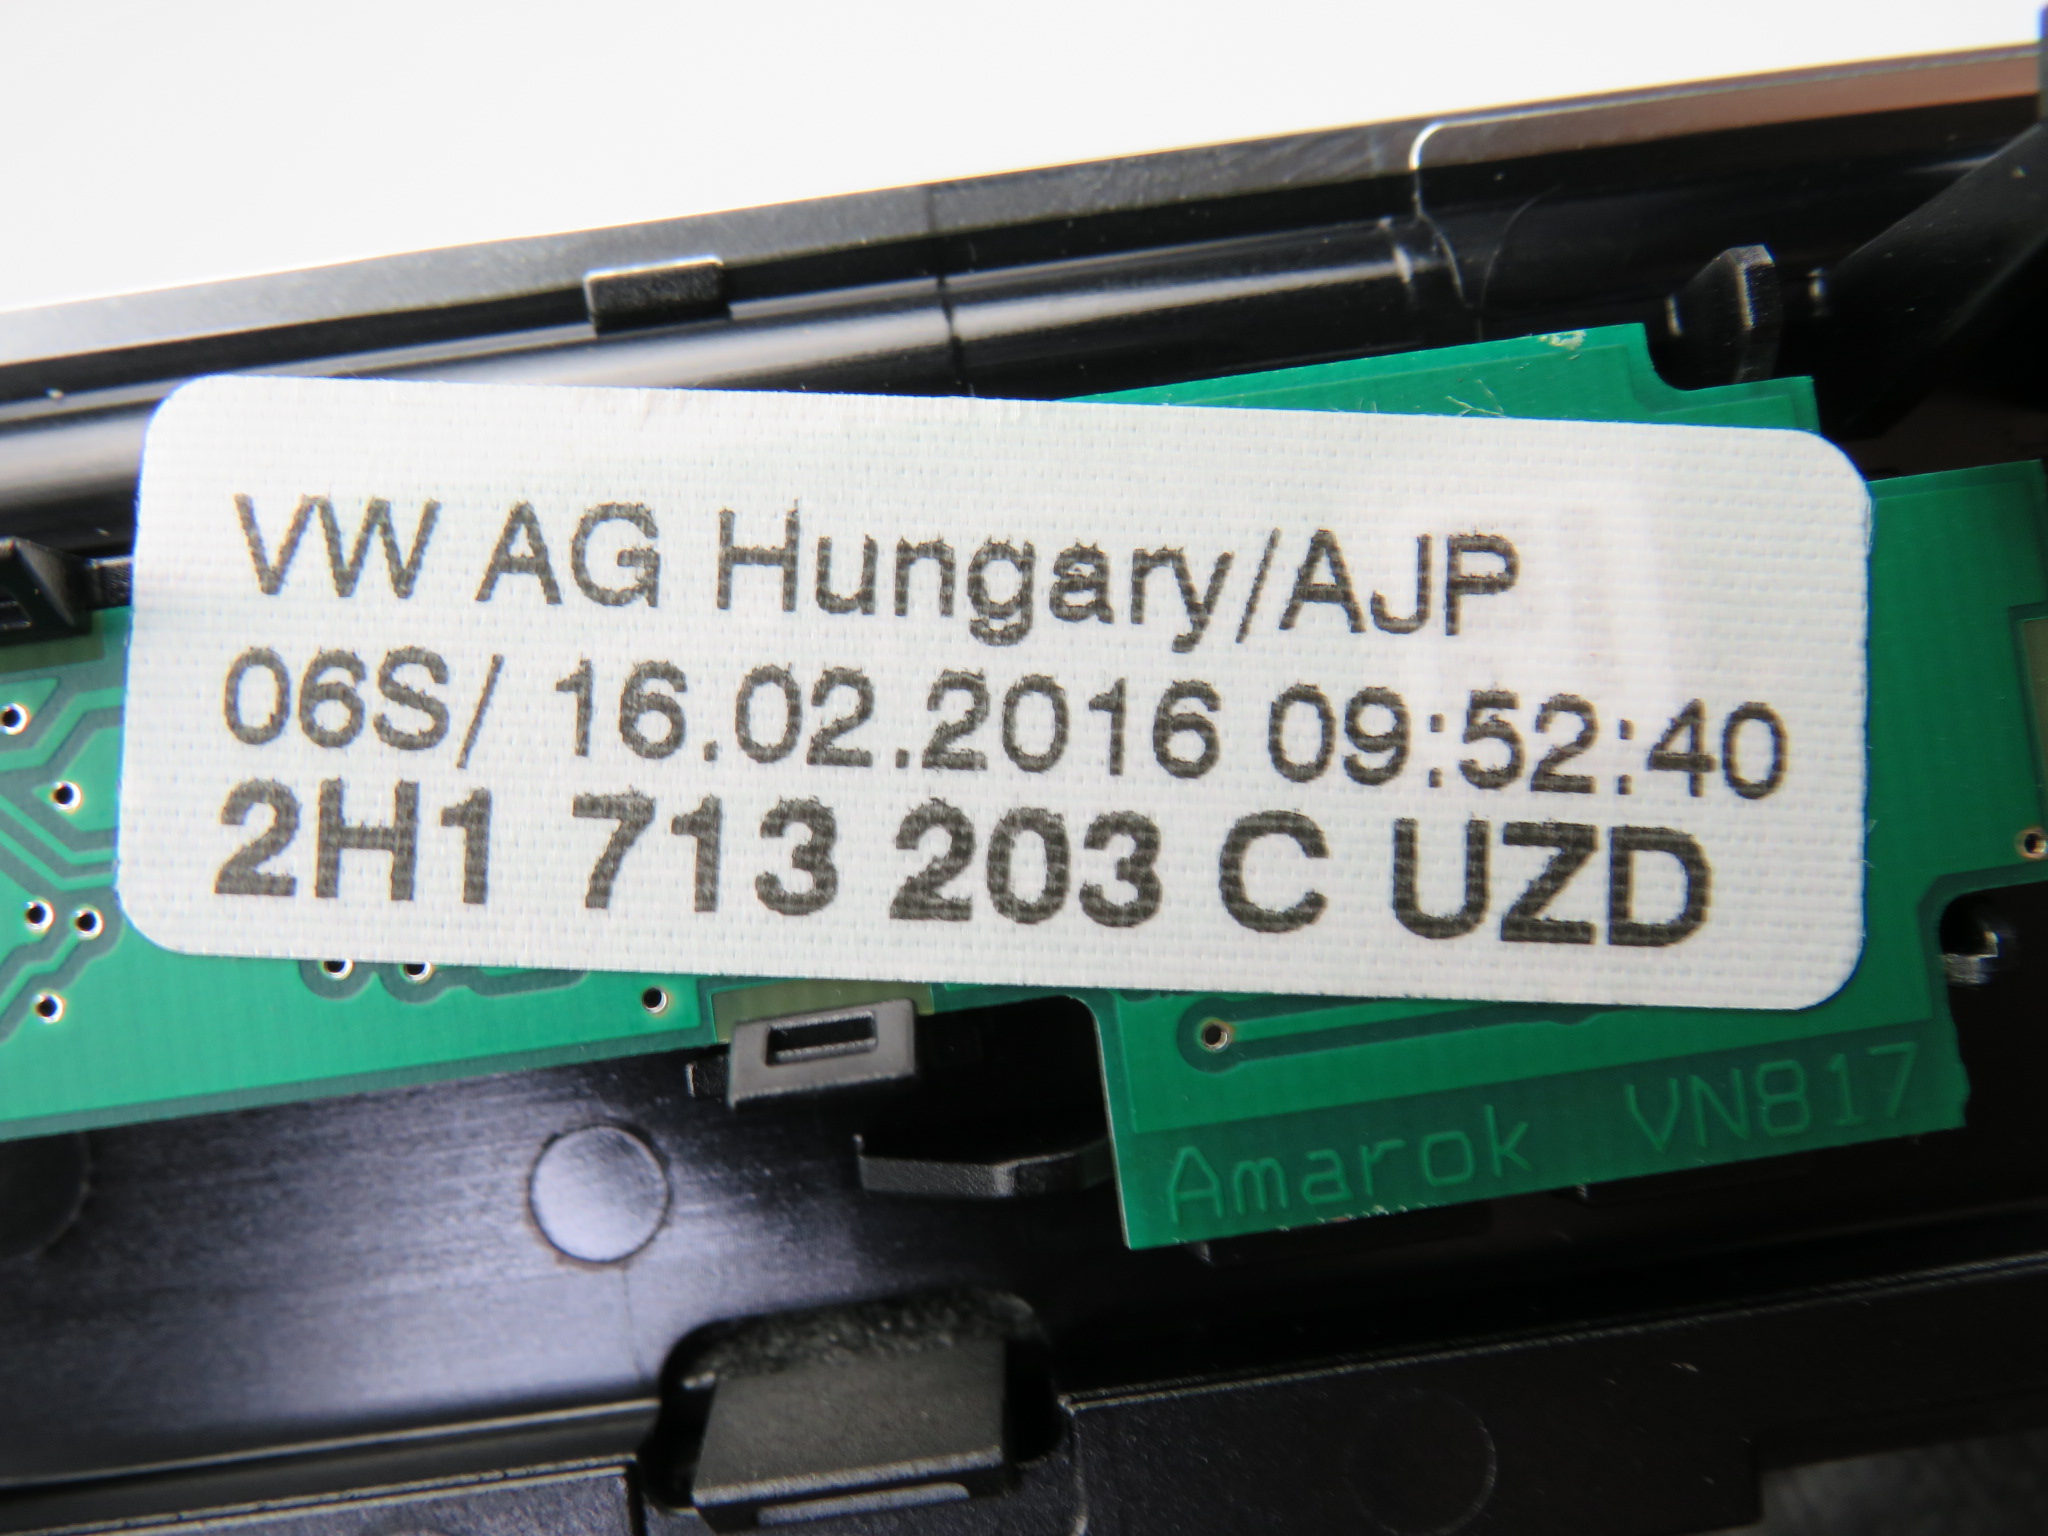 VW AG Hungary/AJP
06S/ 16.02.2016 09:52:40
2H1 713 203 C UZD
Amarok VN817